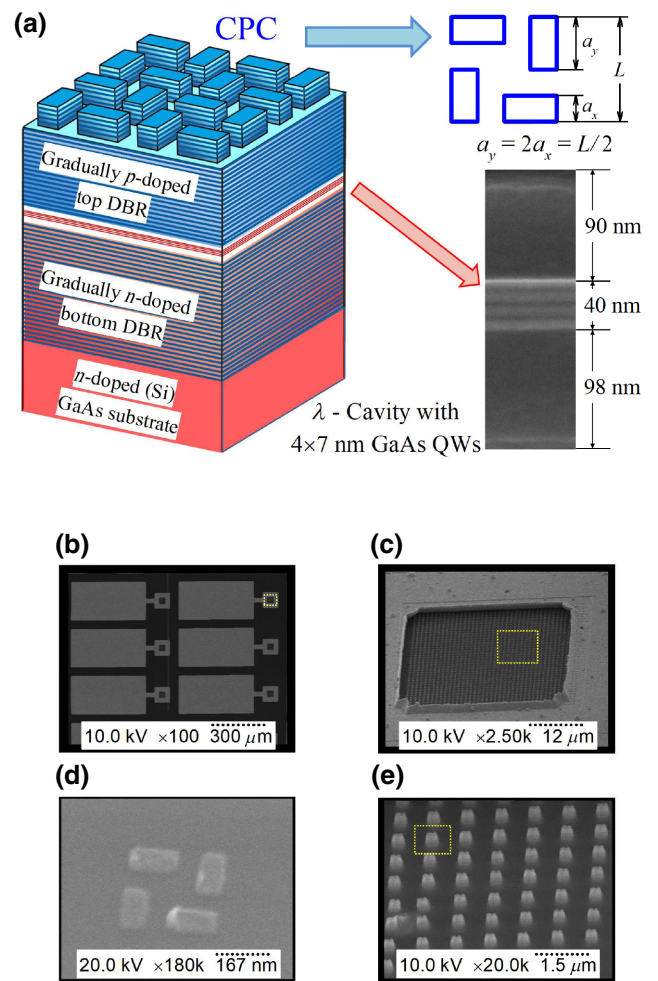 (a)
CPC
a_y
L
a_x
a_y = 2a_x = L/2
Gradually p-doped
top DBR
90 nm
40 nm
Gradually n-doped
bottom DBR
98 nm
n-doped (Si)
GaAs substrate
λ - Cavity with
4×7 nm GaAs QWs
(b)
(c)
10.0 kV ×100 300 μm
10.0 kV ×2.50k 12 μm
(d)
(e)
20.0 kV ×180k 167 nm
10.0 kV ×20.0k 1.5 μm